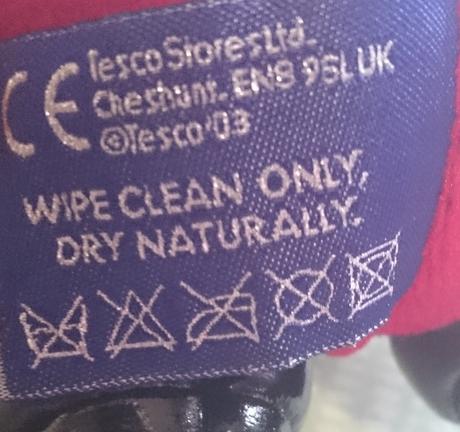 CE
Tesco Stores Ltd.
Cheshunt. EN8 9SL UK
©Tesco '03
WIPE CLEAN ONLY,
DRY NATURALLY.